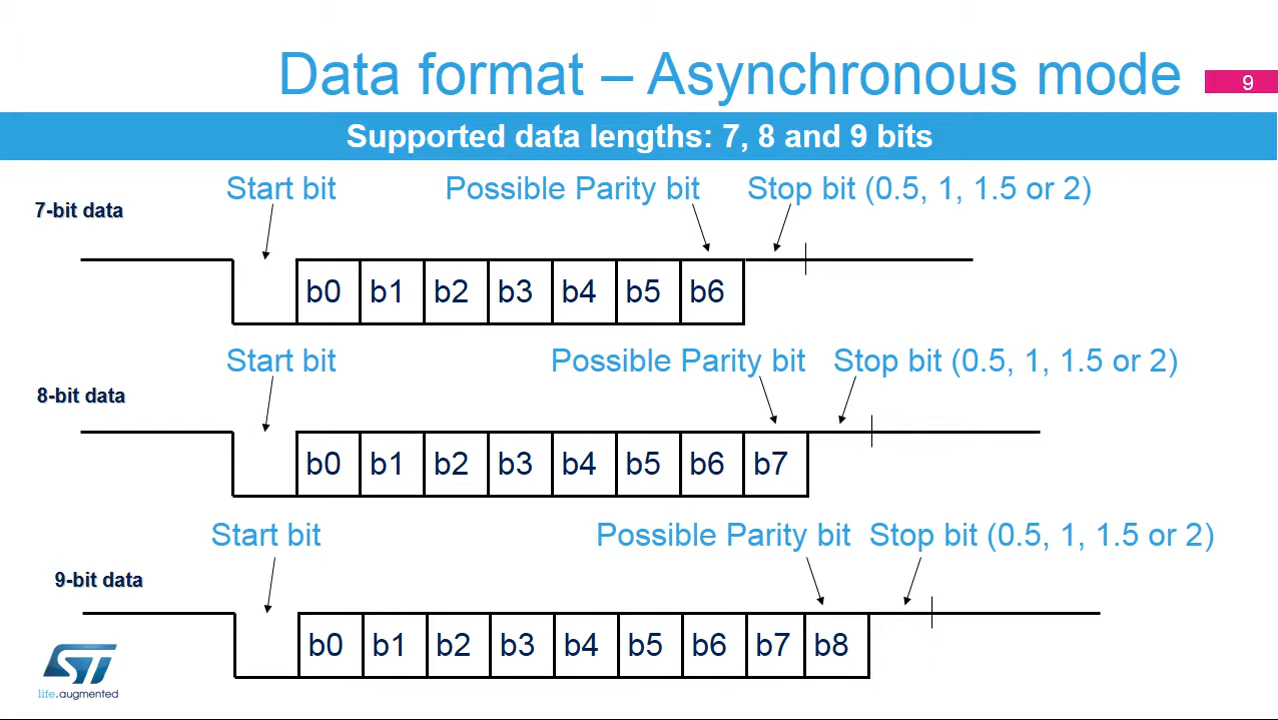 Data format – Asynchronous mode
9
Supported data lengths: 7, 8 and 9 bits
Start bit Possible Parity bit Stop bit (0.5, 1, 1.5 or 2)
7-bit data
b0 b1 b2 b3 b4 b5 b6
Start bit Possible Parity bit Stop bit (0.5, 1, 1.5 or 2)
8-bit data
b0 b1 b2 b3 b4 b5 b6 b7
Start bit Possible Parity bit Stop bit (0.5, 1, 1.5 or 2)
9-bit data
b0 b1 b2 b3 b4 b5 b6 b7 b8
ST
life.augmented